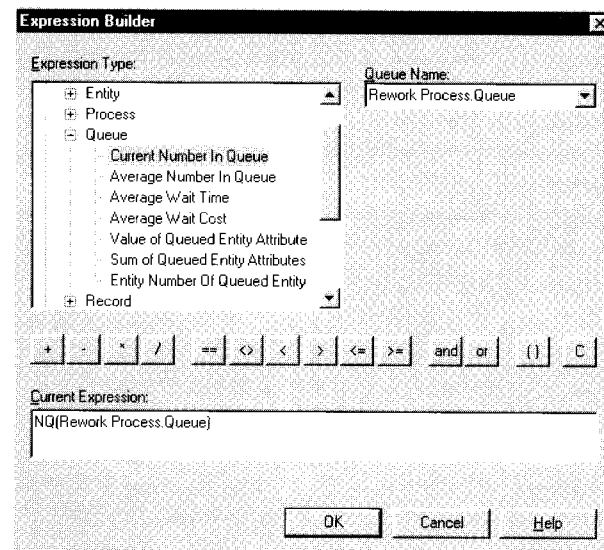 Expression Builder
Expression Type:
Entity
Process
Queue
Current Number In Queue
Average Number In Queue
Average Wait Time
Average Wait Cost
Value of Queued Entity Attribute
Sum of Queued Entity Attributes
Entity Number Of Queued Entity
Record
Queue Name:
Rework Process.Queue
+ - * / == <> < > <= >= and or () C
Current Expression:
NQ(Rework Process.Queue)
OK Cancel Help